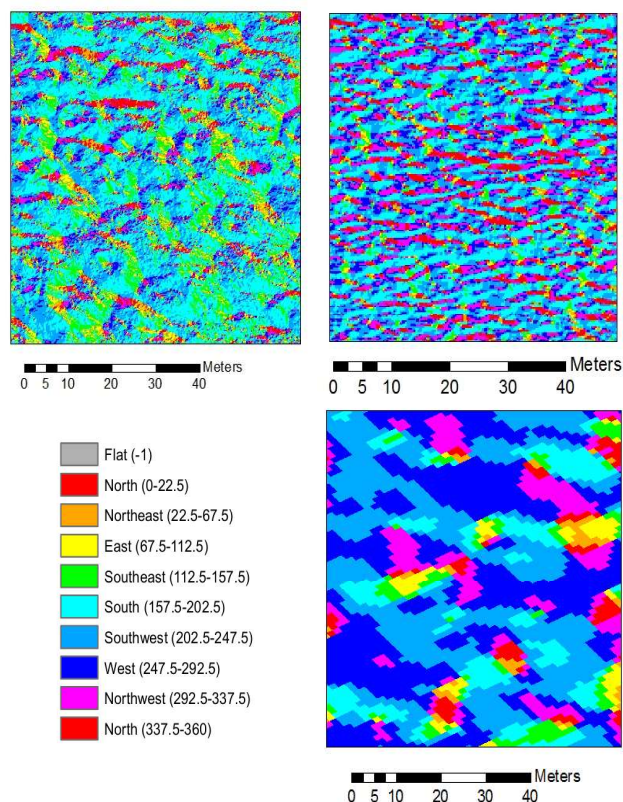 Meters
0 5 10 20 30 40
Meters
0 5 10 20 30 40
Flat (-1)
North (0-22.5)
Northeast (22.5-67.5)
East (67.5-112.5)
Southeast (112.5-157.5)
South (157.5-202.5)
Southwest (202.5-247.5)
West (247.5-292.5)
Northwest (292.5-337.5)
North (337.5-360)
Meters
0 5 10 20 30 40